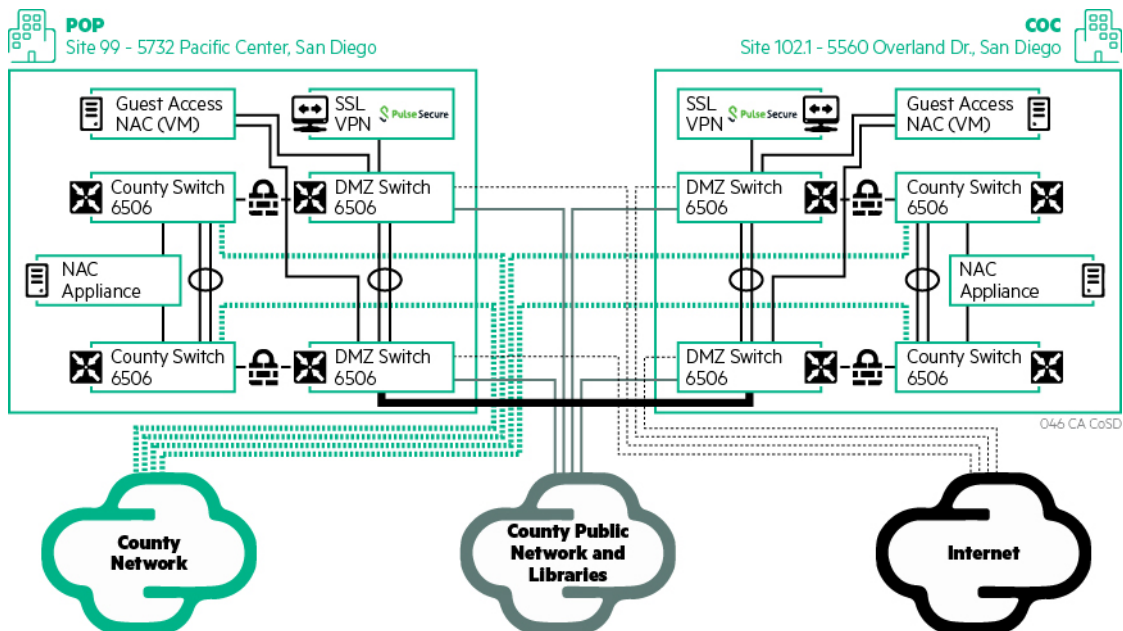 POP
Site 99 - 5732 Pacific Center, San Diego
COC
Site 102.1 - 5560 Overland Dr., San Diego
Guest Access
NAC (VM)
SSL
VPN
Pulse Secure
SSL
VPN
Pulse Secure
Guest Access
NAC (VM)
County Switch
6506
DMZ Switch
6506
DMZ Switch
6506
County Switch
6506
NAC
Appliance
NAC
Appliance
County Switch
6506
DMZ Switch
6506
DMZ Switch
6506
County Switch
6506
046 CA CoSD
County
Network
County Public
Network and
Libraries
Internet